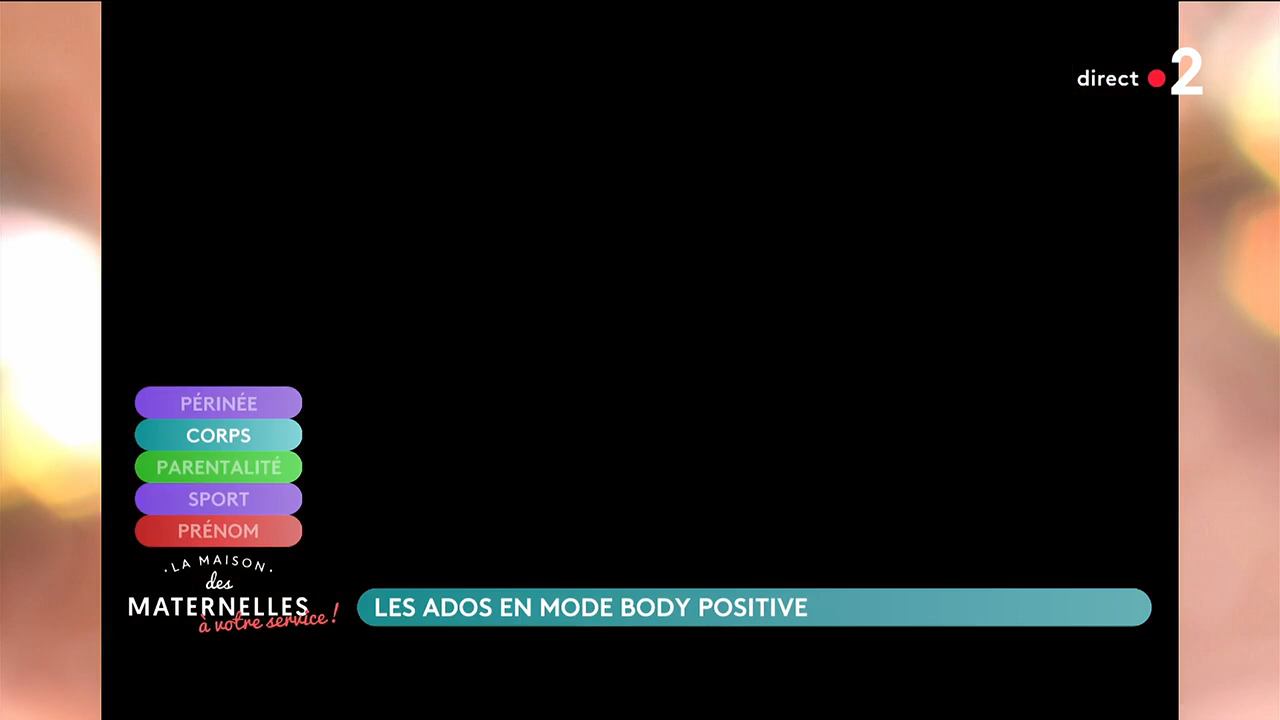 direct 2
PÉRINÉE
CORPS
PARENTALITÉ
SPORT
PRÉNOM
· LA MAISON ·
des
MATERNELLES
à votre service !
LES ADOS EN MODE BODY POSITIVE